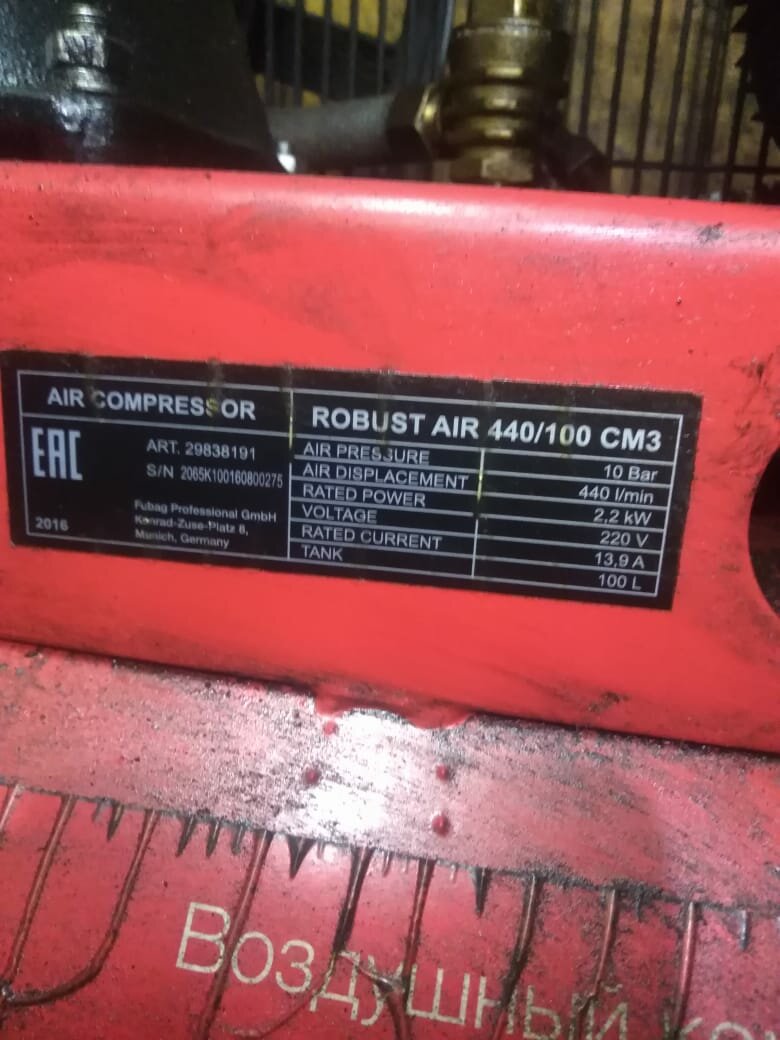 AIR COMPRESSOR
ROBUST AIR 440/100 CM3
EAC
ART. 29838191
S/N 2065K100160800275
Fubag Professional GmbH
Konrad-Zuse-Platz 8,
Munich, Germany
2016
AIR PRESSURE 10 Bar
AIR DISPLACEMENT 440 l/min
RATED POWER 2,2 kW
VOLTAGE 220 V
RATED CURRENT 13,9 A
TANK 100 L
Воздушный